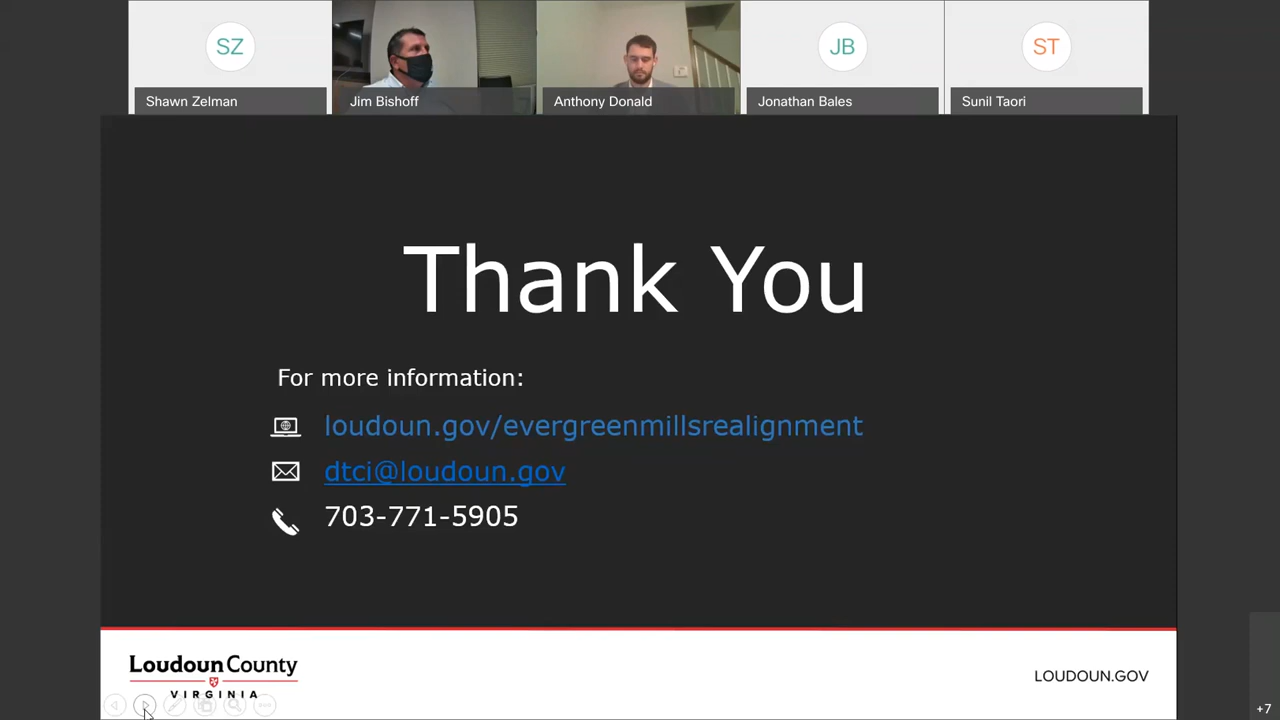 SZ
JB
ST
Shawn Zelman
Jim Bishoff
Anthony Donald
Jonathan Bales
Sunil Taori
Thank You
For more information:
loudoun.gov/evergreenmillsrealignment
dtci@loudoun.gov
703-771-5905
Loudoun County
VIRGINIA
LOUDOUN.GOV
+7